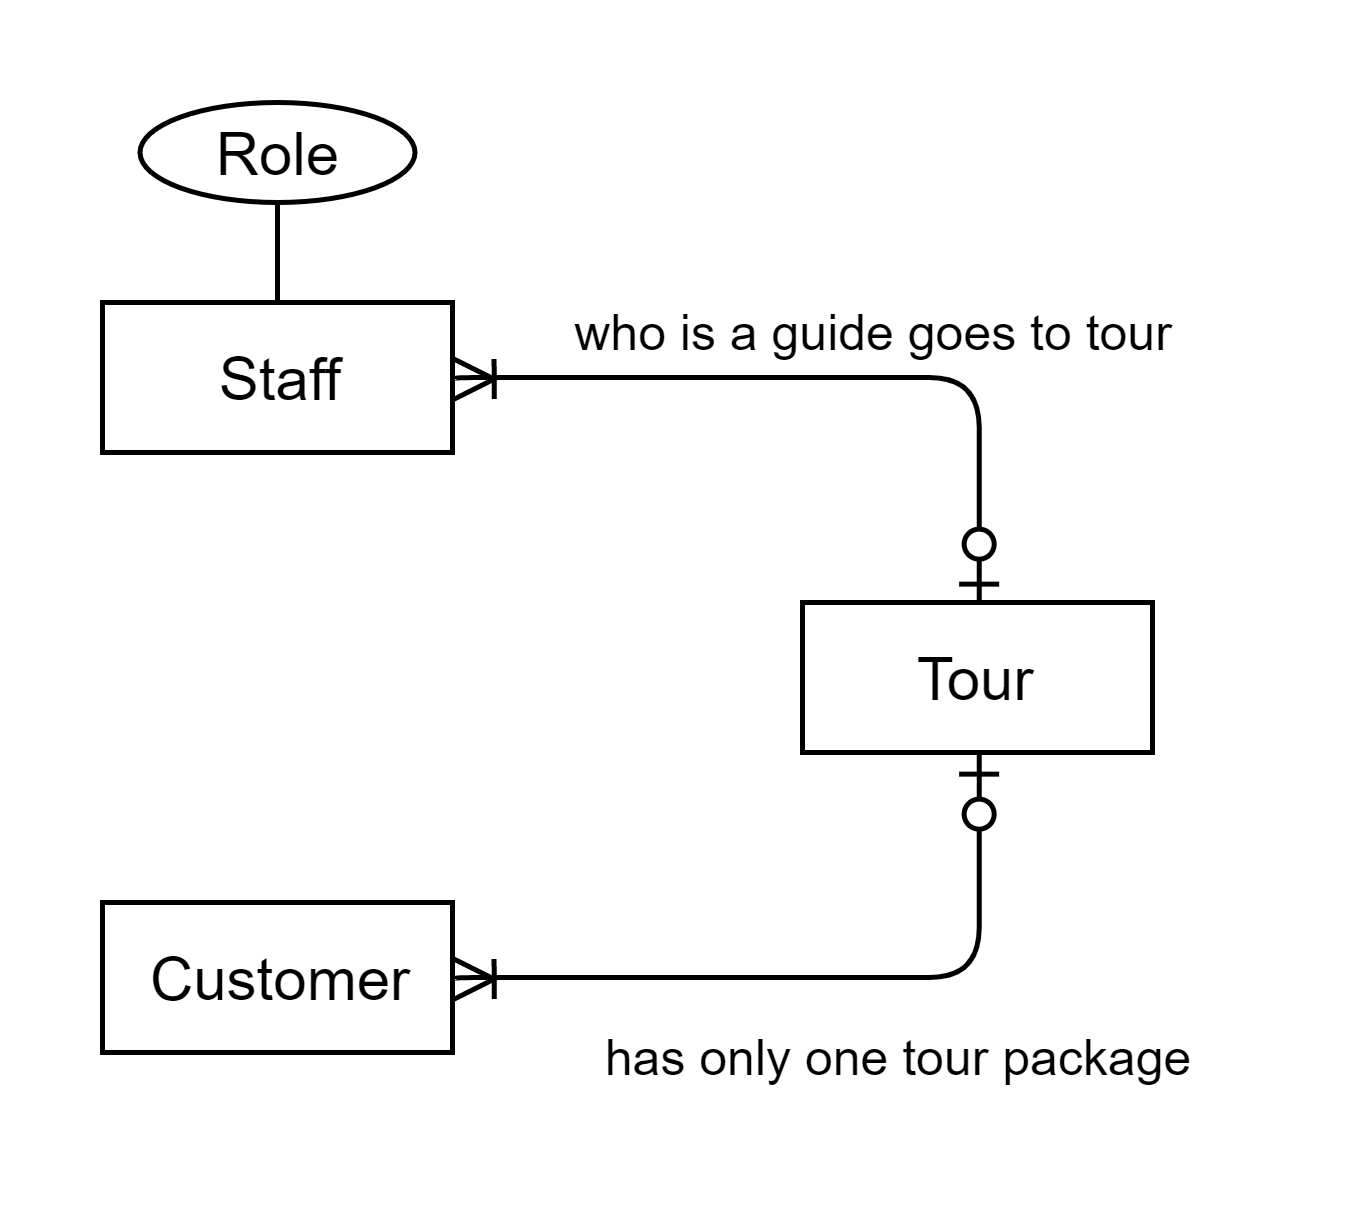 Role
Staff
who is a guide goes to tour
Tour
Customer
has only one tour package